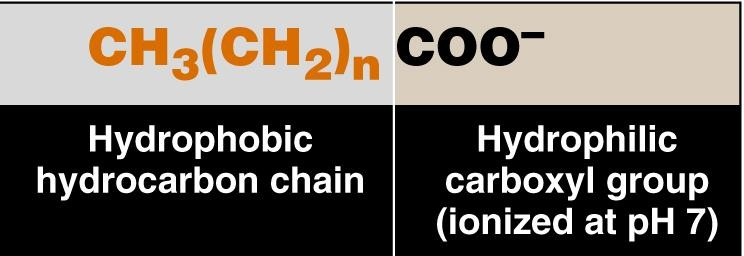 CH₃(CH₂)ₙ COO⁻
Hydrophobic
hydrocarbon chain
Hydrophilic
carboxyl group
(ionized at pH 7)